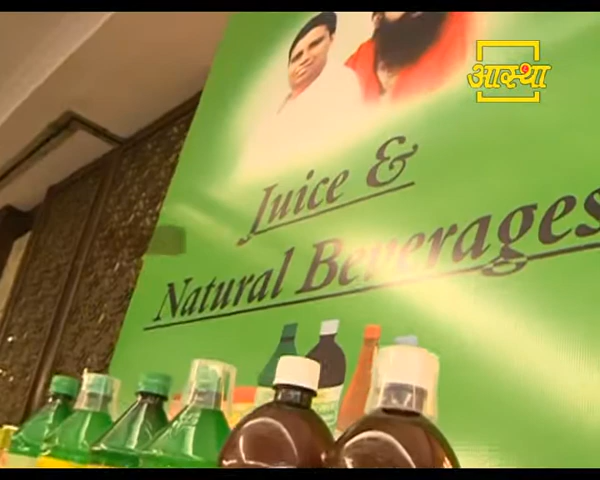 आस्था
Juice &
Natural Beverages